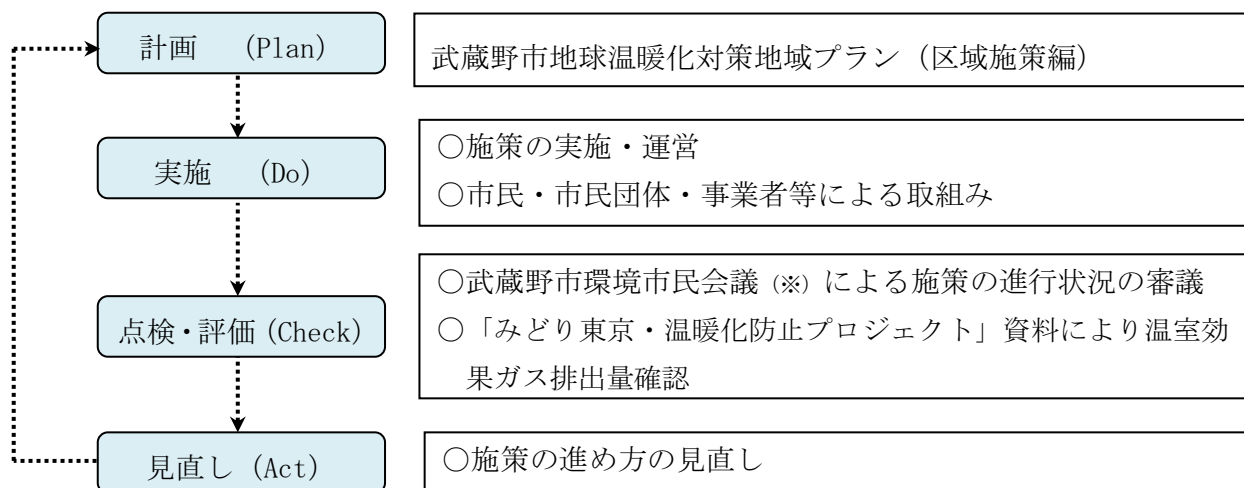 計画 (Plan)
武蔵野市地球温暖化対策地域プラン（区域施策編）
実施 (Do)
○施策の実施・運営
○市民・市民団体・事業者等による取組み
点検・評価(Check)
○武蔵野市環境市民会議(※)による施策の進行状況の審議
○「みどり東京・温暖化防止プロジェクト」資料により温室効
果ガス排出量確認
見直し(Act)
○施策の進め方の見直し